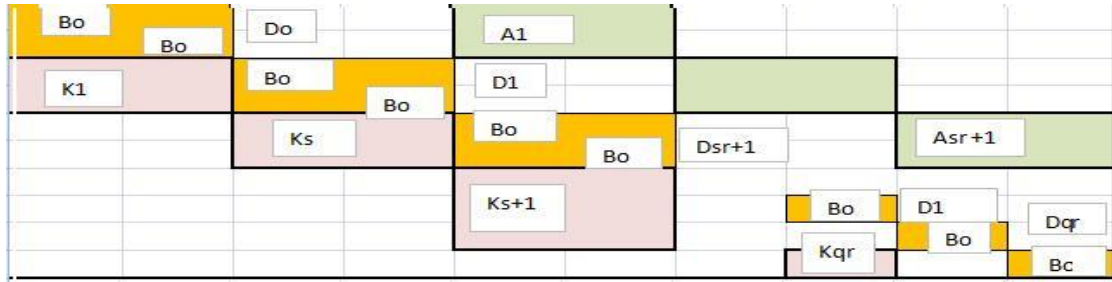 Bo Do A1
Bo
K1 Bo D1
Bo
Ks Bo Dsr+1 Asr+1
Bo
Ks+1 Bo D1 Dqr
Bo
Kqr Bc